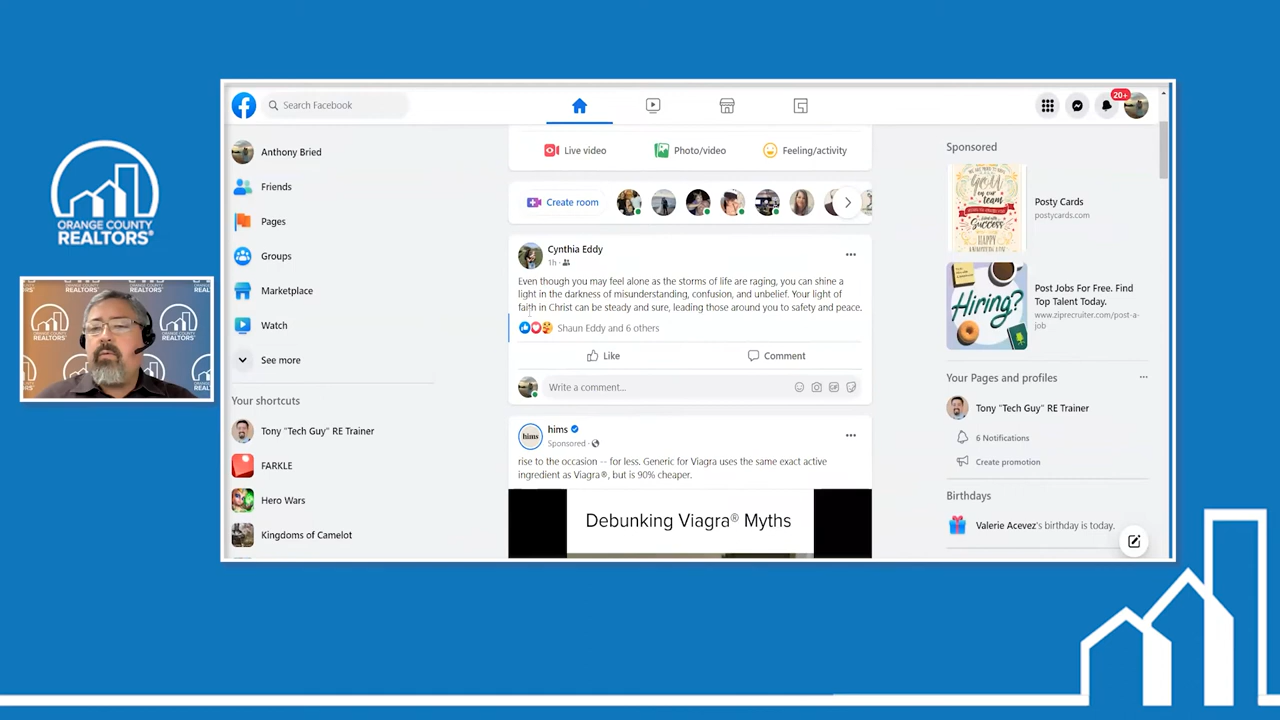 ORANGE COUNTY
REALTORS®
Search Facebook
20+
Anthony Bried
Friends
Pages
Groups
Marketplace
Watch
See more
Your shortcuts
Tony "Tech Guy" RE Trainer
FARKLE
Hero Wars
Kingdoms of Camelot
Live video
Photo/video
Feeling/activity
Create room
Cynthia Eddy
1h
Even though you may feel alone as the storms of life are raging, you can shine a
light in the darkness of misunderstanding, confusion, and unbelief. Your light of
faith in Christ can be steady and sure, leading those around you to safety and peace.
Shaun Eddy and 6 others
Like
Comment
Write a comment...
hims
hims
Sponsored
rise to the occasion -- for less. Generic for Viagra uses the same exact active
ingredient as Viagra®, but is 90% cheaper.
Debunking Viagra® Myths
Sponsored
YOU
on our team
Success
HAPPY
Posty Cards
postycards.com
Hiring?
Post Jobs For Free. Find
Top Talent Today.
www.ziprecruiter.com/post-a-
job
Your Pages and profiles
Tony "Tech Guy" RE Trainer
6 Notifications
Create promotion
Birthdays
Valerie Acevez's birthday is today.